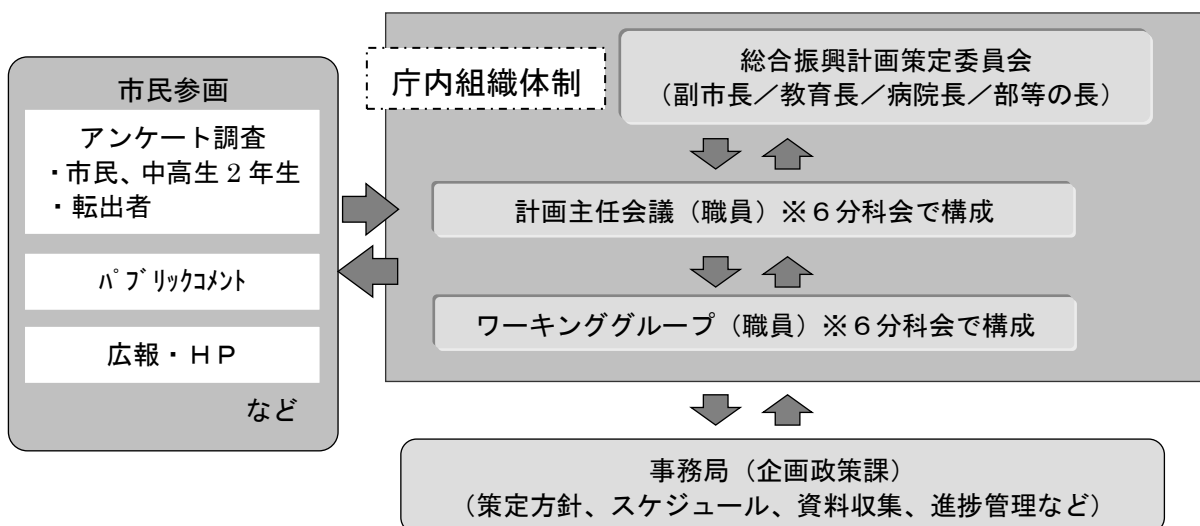 市民参画
アンケート調査
・市民、中高生２年生
・転出者
ﾊﾟﾌﾞﾘｯｸｺﾒﾝﾄ
広報・ＨＰ
など
庁内組織体制
総合振興計画策定委員会
（副市長／教育長／病院長／部等の長）
計画主任会議（職員）※６分科会で構成
ワーキンググループ（職員）※６分科会で構成
事務局（企画政策課）
（策定方針、スケジュール、資料収集、進捗管理など）